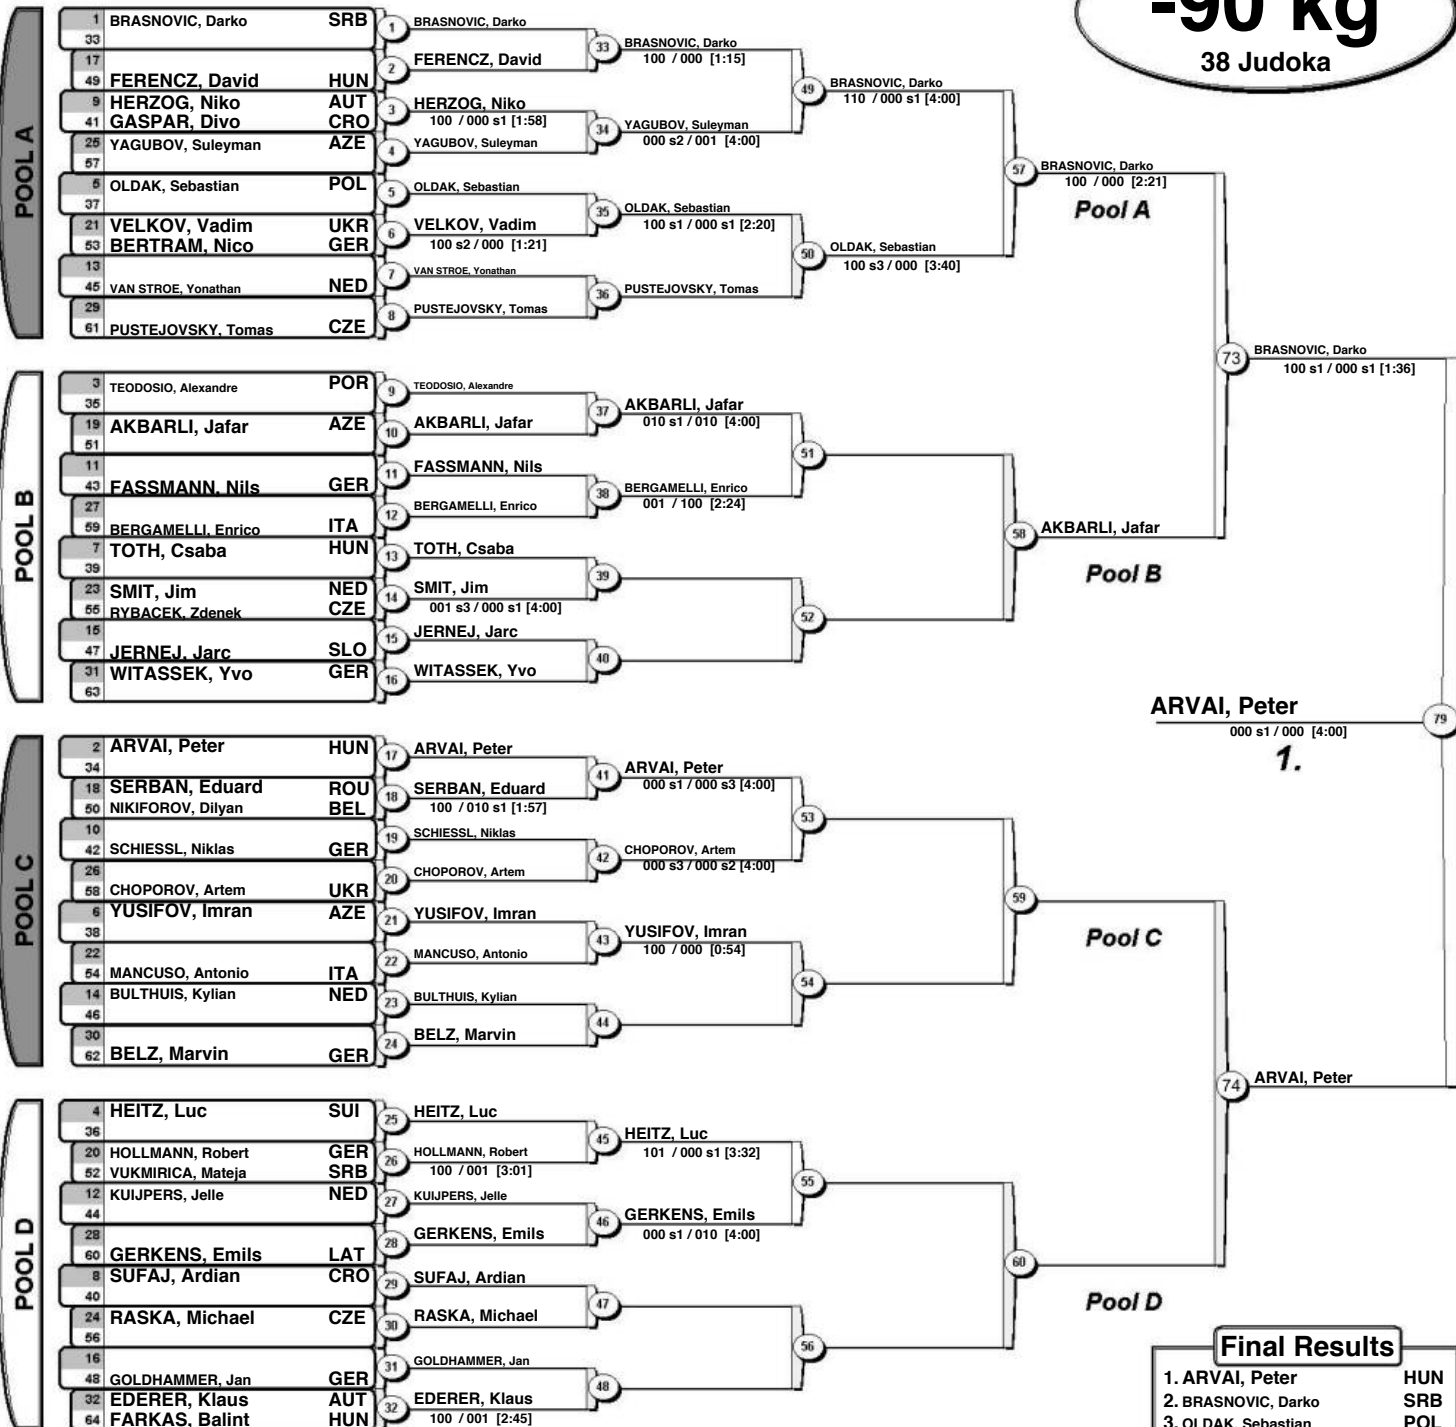 -90 kg
38 Judoka
POOL A
1 BRASNOVIC, Darko SRB
33
17
49 FERENCZ, David HUN
9 HERZOG, Niko AUT
41 GASPAR, Divo CRO
25 YAGUBOV, Suleyman AZE
57
5 OLDAK, Sebastian POL
37
21 VELKOV, Vadim UKR
53 BERTRAM, Nico GER
13
45 VAN STROE, Yonathan NED
29
61 PUSTEJOVSKY, Tomas CZE
1 BRASNOVIC, Darko
2 FERENCZ, David
3 HERZOG, Niko
100 / 000 s1 [1:58]
4 YAGUBOV, Suleyman
5 OLDAK, Sebastian
6 VELKOV, Vadim
100 s2 / 000 [1:21]
7 VAN STROE, Yonathan
8 PUSTEJOVSKY, Tomas
33 BRASNOVIC, Darko
100 / 000 [1:15]
34 YAGUBOV, Suleyman
000 s2 / 001 [4:00]
35 OLDAK, Sebastian
100 s1 / 000 s1 [2:20]
36 PUSTEJOVSKY, Tomas
49 BRASNOVIC, Darko
110 / 000 s1 [4:00]
50 OLDAK, Sebastian
100 s3 / 000 [3:40]
57 BRASNOVIC, Darko
100 / 000 [2:21]
Pool A
POOL B
3 TEODOSIO, Alexandre POR
35
19 AKBARLI, Jafar AZE
51
11
43 FASSMANN, Nils GER
27
59 BERGAMELLI, Enrico ITA
7 TOTH, Csaba HUN
39
23 SMIT, Jim NED
55 RYBACEK, Zdenek CZE
15
47 JERNEJ, Jarc SLO
31 WITASSEK, Yvo GER
63
9 TEODOSIO, Alexandre
10 AKBARLI, Jafar
11 FASSMANN, Nils
12 BERGAMELLI, Enrico
13 TOTH, Csaba
14 SMIT, Jim
001 s3 / 000 s1 [4:00]
15 JERNEJ, Jarc
16 WITASSEK, Yvo
37 AKBARLI, Jafar
010 s1 / 010 [4:00]
38 BERGAMELLI, Enrico
001 / 100 [2:24]
39
40
51
52
58 AKBARLI, Jafar
Pool B
73 BRASNOVIC, Darko
100 s1 / 000 s1 [1:36]
ARVAI, Peter
79
000 s1 / 000 [4:00]
1.
POOL C
2 ARVAI, Peter HUN
34
18 SERBAN, Eduard ROU
50 NIKIFOROV, Dilyan BEL
10
42 SCHIESSL, Niklas GER
26
58 CHOPOROV, Artem UKR
6 YUSIFOV, Imran AZE
38
22
54 MANCUSO, Antonio ITA
14 BULTHUIS, Kylian NED
46
30
62 BELZ, Marvin GER
17 ARVAI, Peter
18 SERBAN, Eduard
100 / 010 s1 [1:57]
19 SCHIESSL, Niklas
20 CHOPOROV, Artem
21 YUSIFOV, Imran
22 MANCUSO, Antonio
23 BULTHUIS, Kylian
24 BELZ, Marvin
41 ARVAI, Peter
000 s1 / 000 s3 [4:00]
42 CHOPOROV, Artem
000 s3 / 000 s2 [4:00]
43 YUSIFOV, Imran
100 / 000 [0:54]
44
53
54
59
Pool C
74 ARVAI, Peter
POOL D
4 HEITZ, Luc SUI
36
20 HOLLMANN, Robert GER
52 VUKMIRICA, Mateja SRB
12 KUIJPERS, Jelle NED
44
28
60 GERKENS, Emils LAT
8 SUFAJ, Ardian CRO
40
24 RASKA, Michael CZE
56
16
48 GOLDHAMMER, Jan GER
32 EDERER, Klaus AUT
64 FARKAS, Balint HUN
25 HEITZ, Luc
26 HOLLMANN, Robert
100 / 001 [3:01]
27 KUIJPERS, Jelle
28 GERKENS, Emils
29 SUFAJ, Ardian
30 RASKA, Michael
31 GOLDHAMMER, Jan
32 EDERER, Klaus
100 / 001 [2:45]
45 HEITZ, Luc
101 / 000 s1 [3:32]
46 GERKENS, Emils
000 s1 / 010 [4:00]
47
48
55
56
60
Pool D
Final Results
1. ARVAI, Peter HUN
2. BRASNOVIC, Darko SRB
3. OLDAK, Sebastian POL